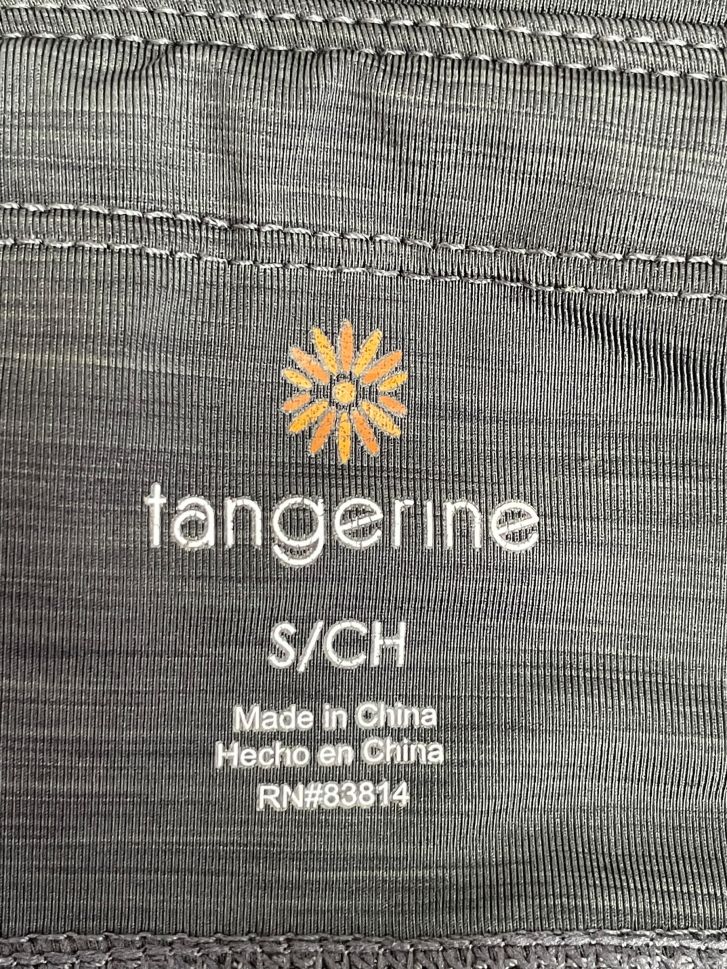 tangerine
S/CH
Made in China
Hecho en China
RN#83814